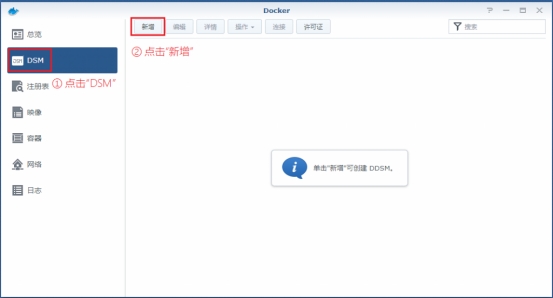 Docker
新增 编辑 详情 操作 连接 许可证 搜索
总览
DSM DSM
① 点击“DSM”
② 点击“新增”
注册表
映像
容器
网络
日志
单击“新增”可创建 DDSM。